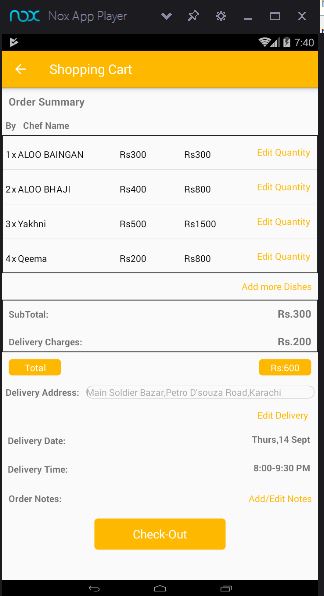 nox Nox App Player
7:40
Shopping Cart
Order Summary
By Chef Name
1x ALOO BAINGAN Rs300 Rs300 Edit Quantity
2x ALOO BHAJI Rs400 Rs800 Edit Quantity
3x Yakhni Rs500 Rs1500 Edit Quantity
4x Qeema Rs200 Rs800 Edit Quantity
Add more Dishes
SubTotal: Rs.300
Delivery Charges: Rs.200
Total Rs:600
Delivery Address: Main Soldier Bazar,Petro D'souza Road,Karachi
Edit Delivery
Delivery Date: Thurs,14 Sept
Delivery Time: 8:00-9:30 PM
Order Notes: Add/Edit Notes
Check-Out